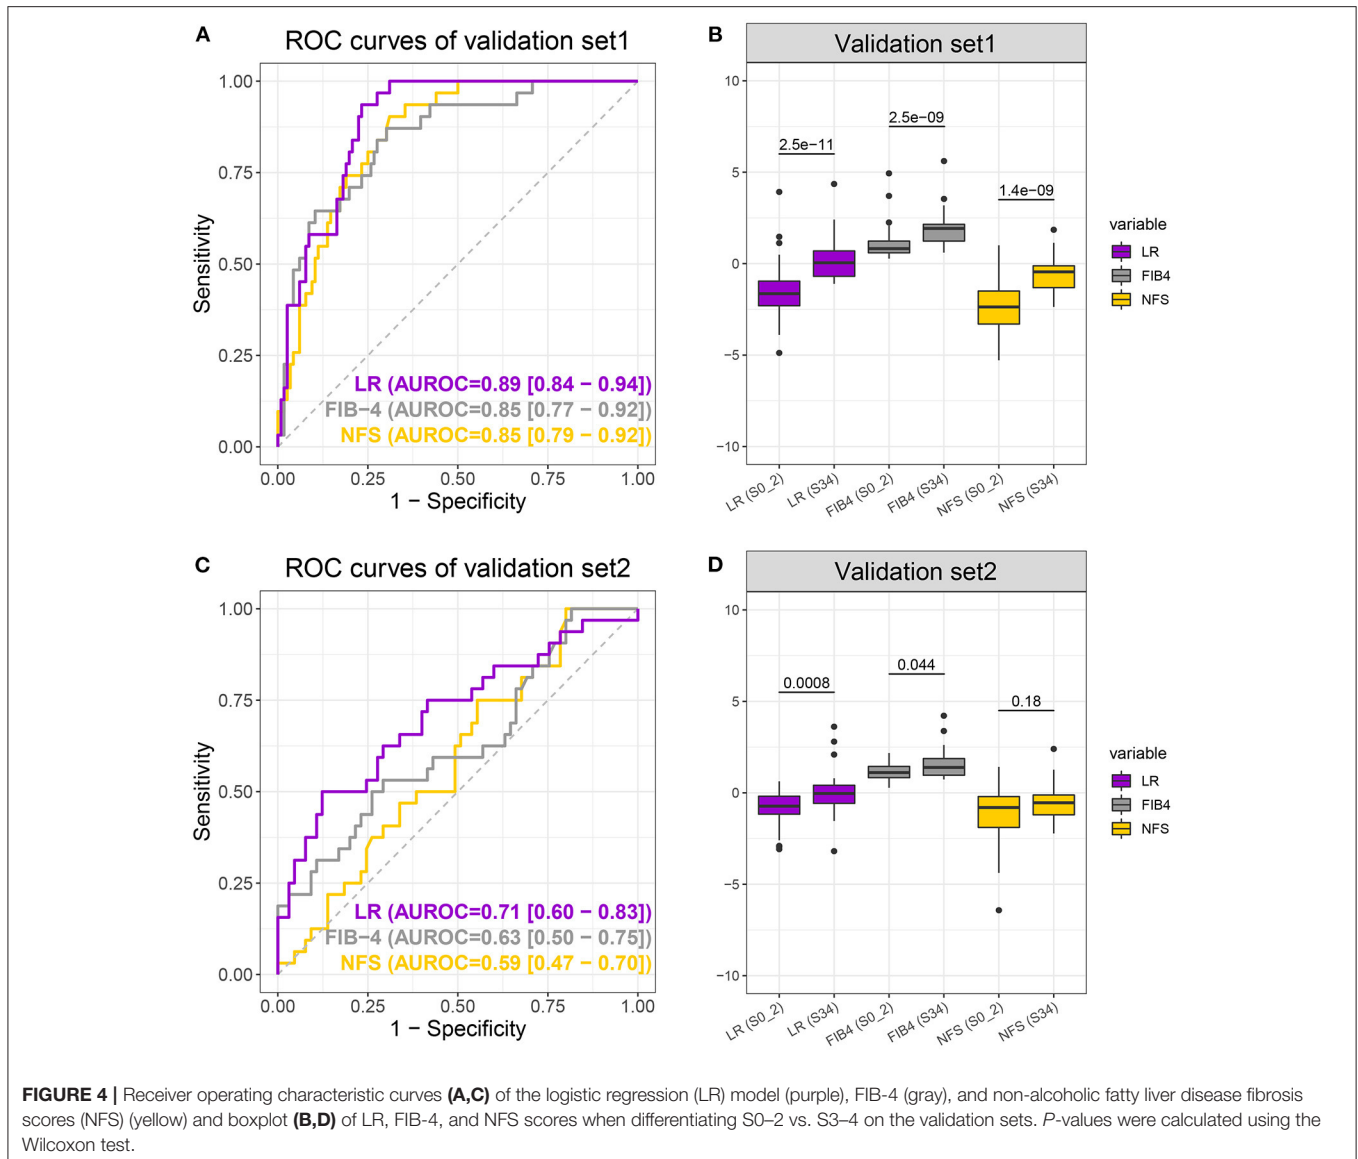 A
ROC curves of validation set1
1.00
0.75
0.50
0.25
0.00
Sensitivity
LR (AUROC=0.89 [0.84 − 0.94])
FIB−4 (AUROC=0.85 [0.77 − 0.92])
NFS (AUROC=0.85 [0.79 − 0.92])
0.00 0.25 0.50 0.75 1.00
1 − Specificity
B
Validation set1
10
5
0
−5
−10
2.5e−11
2.5e−09
1.4e−09
LR (S0_2)
LR (S34)
FIB4 (S0_2)
FIB4 (S34)
NFS (S0_2)
NFS (S34)
variable
LR
FIB4
NFS
C
ROC curves of validation set2
1.00
0.75
0.50
0.25
0.00
Sensitivity
LR (AUROC=0.71 [0.60 − 0.83])
FIB−4 (AUROC=0.63 [0.50 − 0.75])
NFS (AUROC=0.59 [0.47 − 0.70])
0.00 0.25 0.50 0.75 1.00
1 − Specificity
D
Validation set2
10
5
0
−5
−10
0.0008
0.044
0.18
LR (S0_2)
LR (S34)
FIB4 (S0_2)
FIB4 (S34)
NFS (S0_2)
NFS (S34)
variable
LR
FIB4
NFS
FIGURE 4 | Receiver operating characteristic curves (A,C) of the logistic regression (LR) model (purple), FIB-4 (gray), and non-alcoholic fatty liver disease fibrosis
scores (NFS) (yellow) and boxplot (B,D) of LR, FIB-4, and NFS scores when differentiating S0–2 vs. S3–4 on the validation sets. P-values were calculated using the
Wilcoxon test.